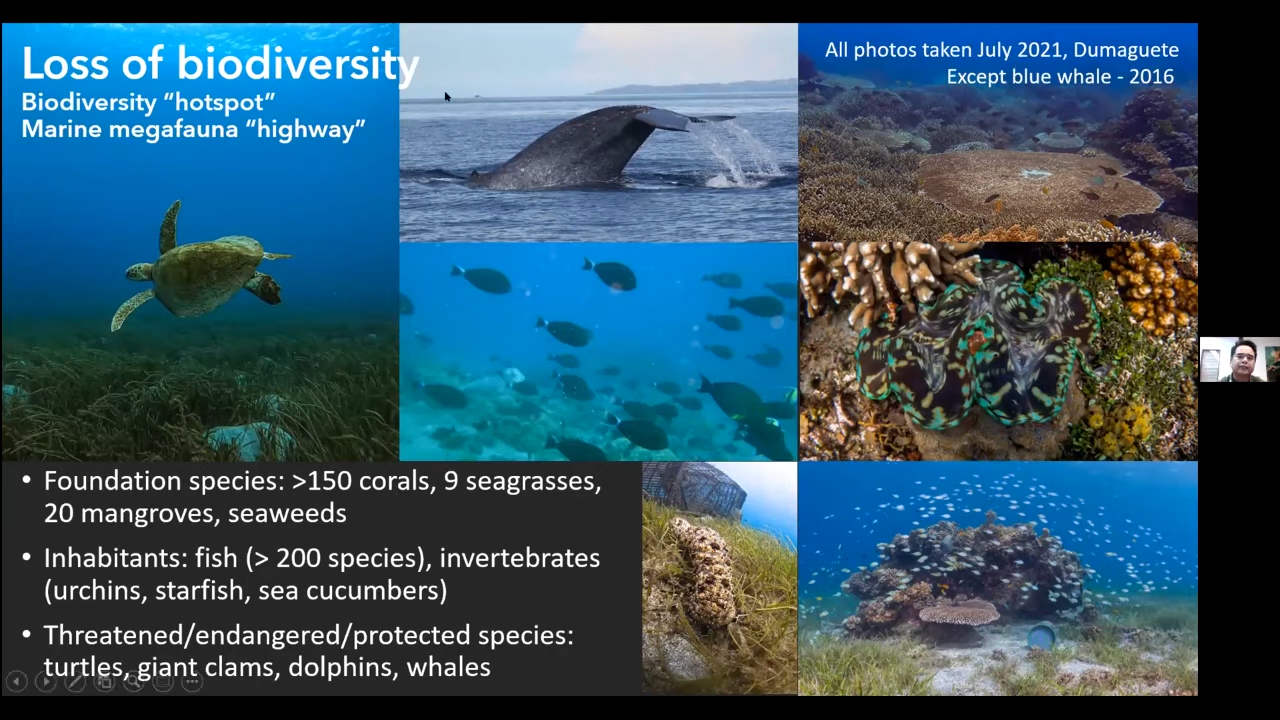 Loss of biodiversity
Biodiversity “hotspot”
Marine megafauna “highway”
All photos taken July 2021, Dumaguete
Except blue whale - 2016
• Foundation species: >150 corals, 9 seagrasses,
20 mangroves, seaweeds
• Inhabitants: fish (> 200 species), invertebrates
(urchins, starfish, sea cucumbers)
• Threatened/endangered/protected species:
turtles, giant clams, dolphins, whales